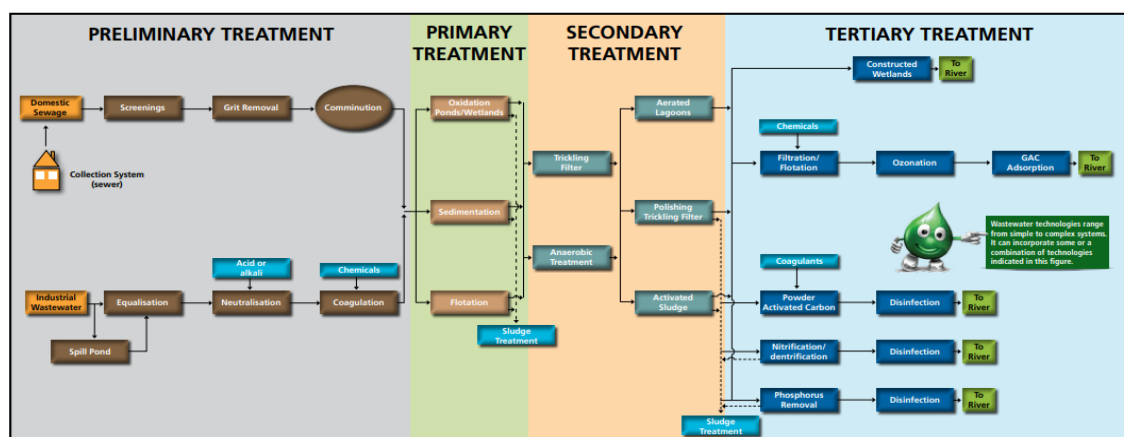 PRELIMINARY TREATMENT
PRIMARY
TREATMENT
SECONDARY
TREATMENT
TERTIARY TREATMENT
Domestic
Sewage
Screenings
Grit Removal
Comminution
Collection System
(sewer)
Industrial
Wastewater
Equalisation
Acid or
alkali
Neutralisation
Chemicals
Coagulation
Spill Pond
Oxidation
Ponds/Wetlands
Sedimentation
Flotation
Sludge
Treatment
Trickling
Filter
Anaerobic
Treatment
Aerated
Lagoons
Polishing
Trickling Filter
Activated
Sludge
Sludge
Treatment
Constructed
Wetlands
To
River
Chemicals
Filtration/
Flotation
Ozonation
GAC
Adsorption
To
River
Wastewater technologies range
from simple to complex systems.
It can incorporate some or a
combination of technologies
indicated in this figure.
Coagulants
Powder
Activated Carbon
Disinfection
To
River
Nitrification/
dentrification
Disinfection
To
River
Phosphorus
Removal
Disinfection
To
River